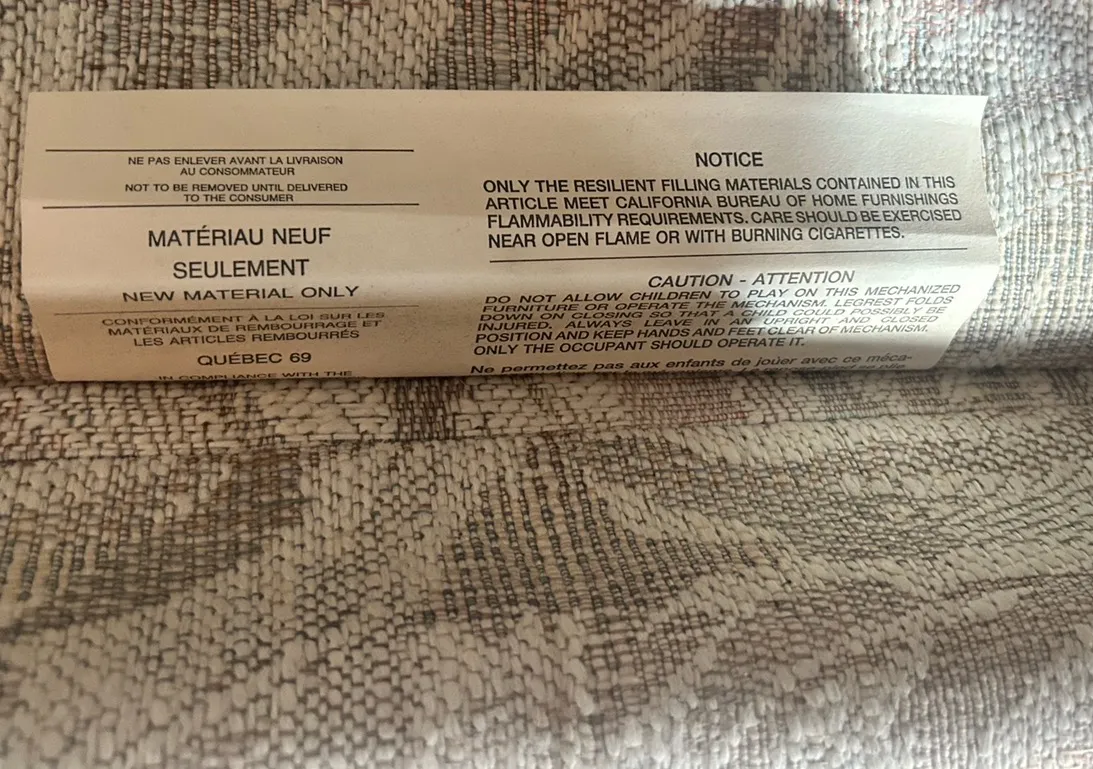 NE PAS ENLEVER AVANT LA LIVRAISON
AU CONSOMMATEUR
NOT TO BE REMOVED UNTIL DELIVERED
TO THE CONSUMER
MATÉRIAU NEUF
SEULEMENT
NEW MATERIAL ONLY
CONFORMÉMENT À LA LOI SUR LES
MATÉRIAUX DE REMBOURRAGE ET
LES ARTICLES REMBOURRÉS
QUÉBEC 69
IN COMPLIANCE WITH THE
NOTICE
ONLY THE RESILIENT FILLING MATERIALS CONTAINED IN THIS
ARTICLE MEET CALIFORNIA BUREAU OF HOME FURNISHINGS
FLAMMABILITY REQUIREMENTS. CARE SHOULD BE EXERCISED
NEAR OPEN FLAME OR WITH BURNING CIGARETTES.
CAUTION - ATTENTION
DO NOT ALLOW CHILDREN TO PLAY ON THIS MECHANIZED
FURNITURE OR OPERATE THE MECHANISM. LEGREST FOLDS
DOWN ON CLOSING SO THAT A CHILD COULD POSSIBLY BE
INJURED. ALWAYS LEAVE IN AN UPRIGHT AND CLOSED
POSITION AND KEEP HANDS AND FEET CLEAR OF MECHANISM.
ONLY THE OCCUPANT SHOULD OPERATE IT.
Ne permettez pas aux enfants de jouer avec ce méca-